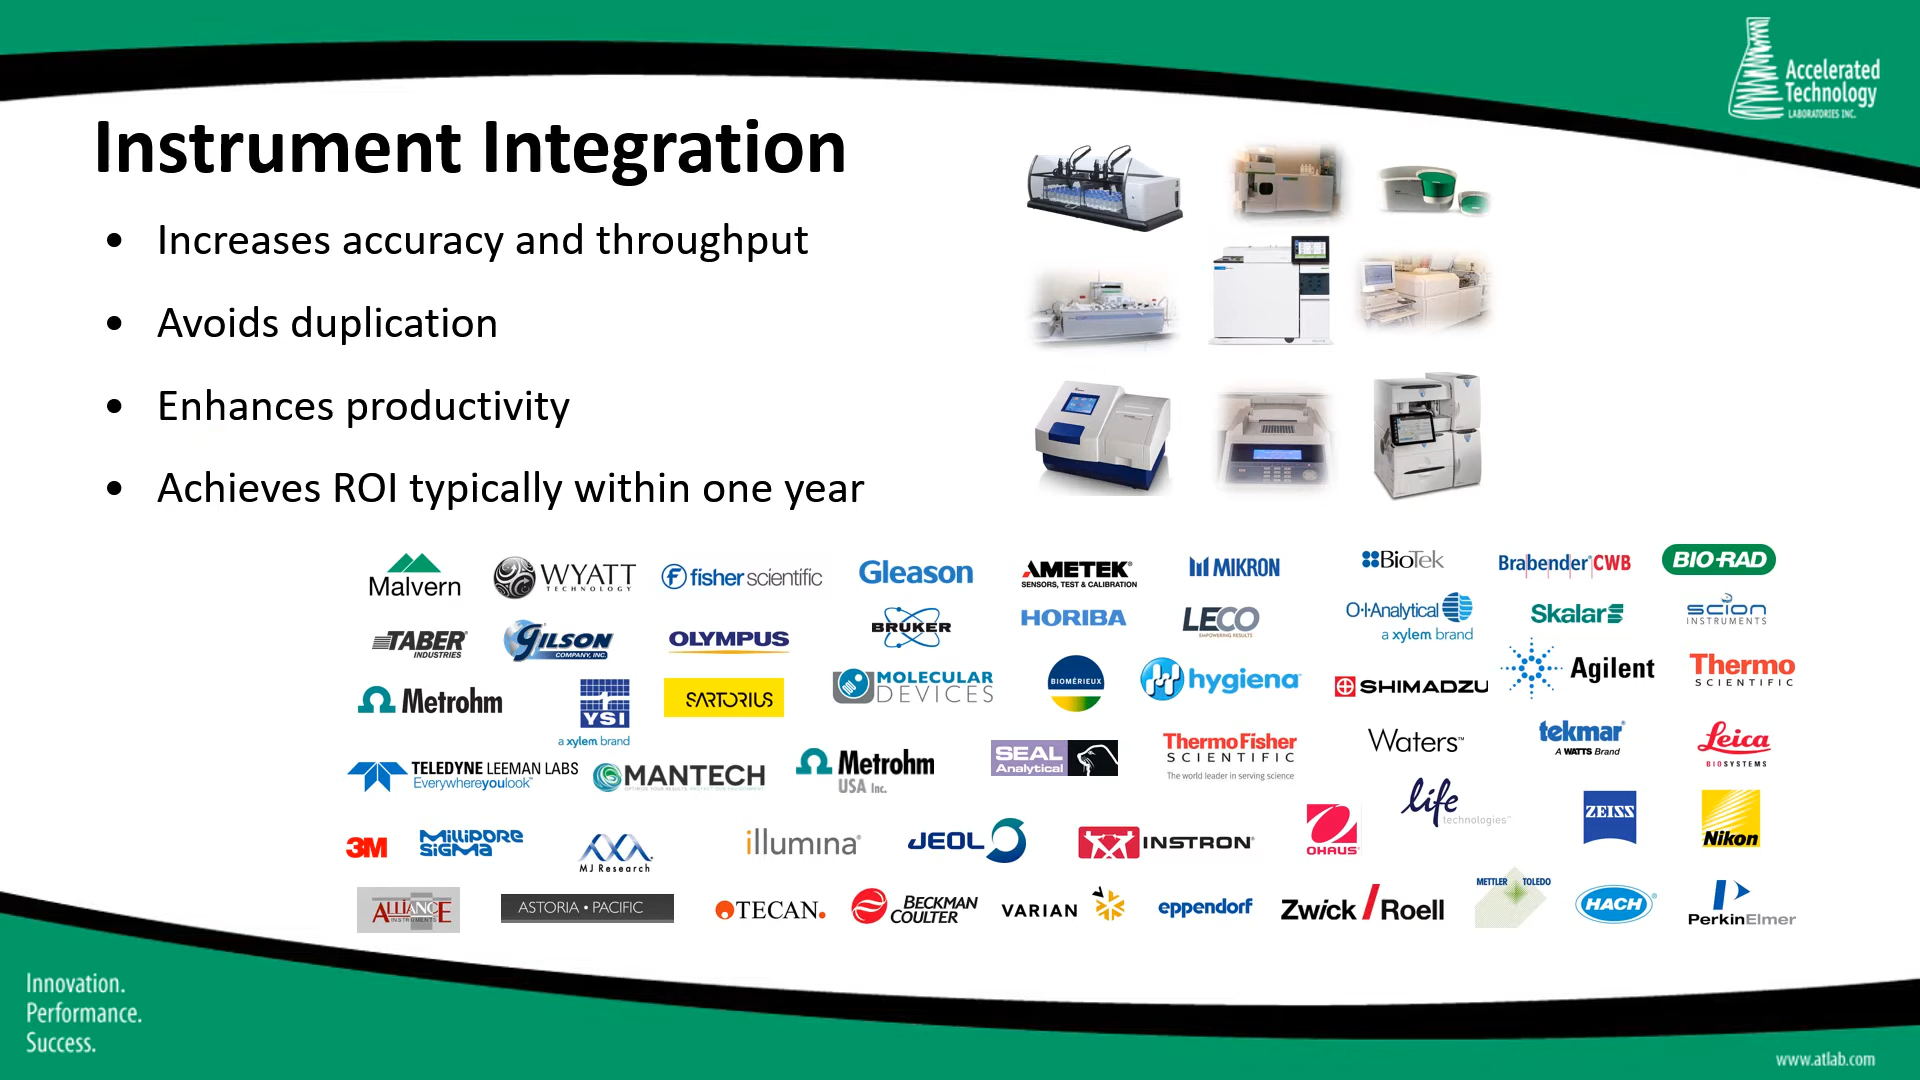 Accelerated
Technology
LABORATORIES INC.
Instrument Integration
• Increases accuracy and throughput
• Avoids duplication
• Enhances productivity
• Achieves ROI typically within one year
Malvern
WYATT
TECHNOLOGY
fisher scientific
Gleason
AMETEK®
SENSORS, TEST & CALIBRATION
MIKRON
BioTek
Brabender® CWB
BIO-RAD
TABER®
INDUSTRIES
GILSON
COMPANY, INC.
OLYMPUS
BRUKER
HORIBA
LECO
EMPOWERING RESULTS
O·I·Analytical
a xylem brand
Skalar
scion
INSTRUMENTS
Metrohm
YSI
a xylem brand
SARTORIUS
MOLECULAR
DEVICES
BIOMÉRIEUX
hygiena
SHIMADZU
Agilent
Thermo
SCIENTIFIC
TELEDYNE LEEMAN LABS
Everywhereyoulook™
MANTECH
Metrohm
USA Inc.
SEAL
Analytical
ThermoFisher
SCIENTIFIC
The world leader in serving science
Waters™
tekmar®
A WATTS Brand
Leica
BIOSYSTEMS
3M
MilliporE
SigMa
MJ Research
illumina®
JEOL
INSTRON®
OHAUS®
life
technologies™
ZEISS
Nikon
ALLIANCE
INSTRUMENTS
ASTORIA • PACIFIC
TECAN.
BECKMAN
COULTER
VARIAN
eppendorf
Zwick / Roell
METTLER TOLEDO
HACH®
PerkinElmer
Innovation.
Performance.
Success.
www.atlab.com